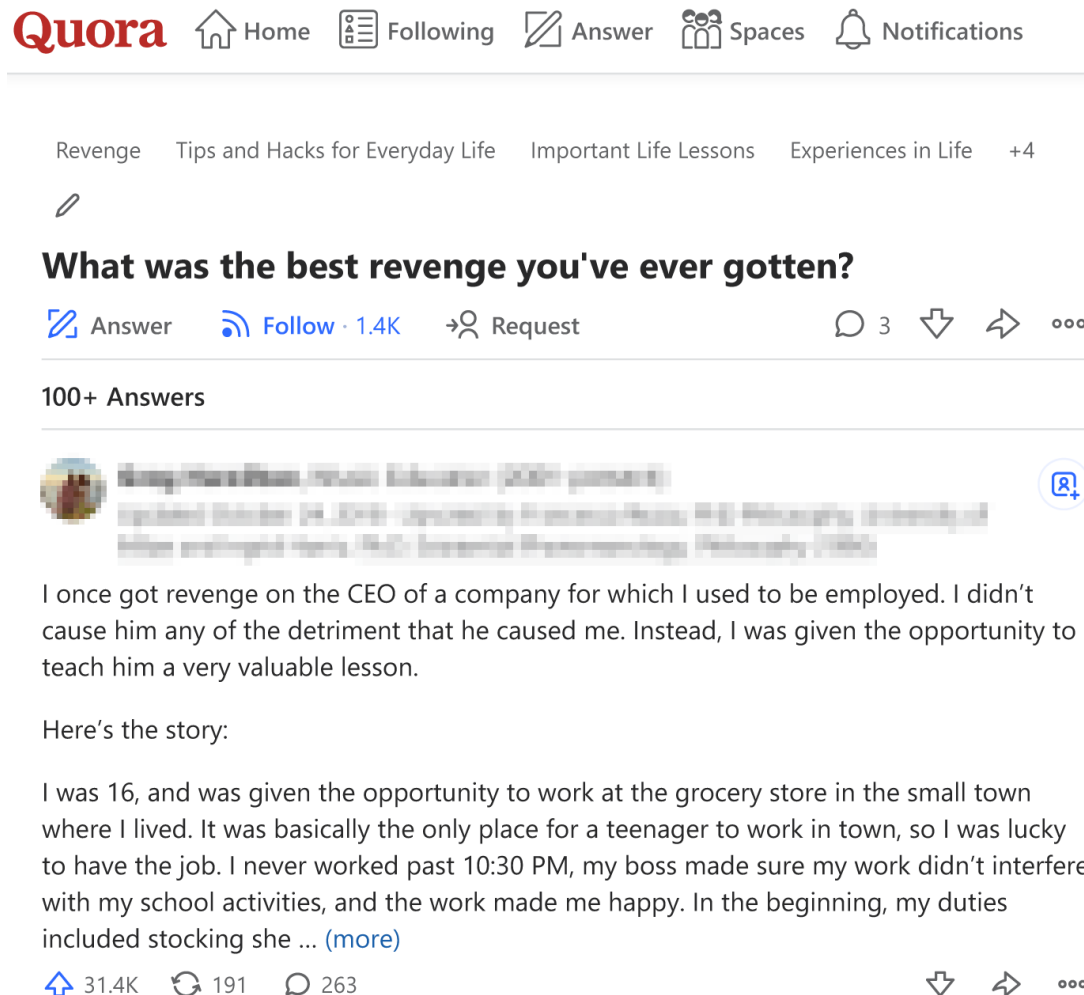 Quora Home Following Answer Spaces Notifications
Revenge Tips and Hacks for Everyday Life Important Life Lessons Experiences in Life +4
What was the best revenge you've ever gotten?
Answer Follow · 1.4K Request 3
100+ Answers
I once got revenge on the CEO of a company for which I used to be employed. I didn’t
cause him any of the detriment that he caused me. Instead, I was given the opportunity to
teach him a very valuable lesson.
Here’s the story:
I was 16, and was given the opportunity to work at the grocery store in the small town
where I lived. It was basically the only place for a teenager to work in town, so I was lucky
to have the job. I never worked past 10:30 PM, my boss made sure my work didn’t interfere
with my school activities, and the work made me happy. In the beginning, my duties
included stocking she ... (more)
31.4K 191 263